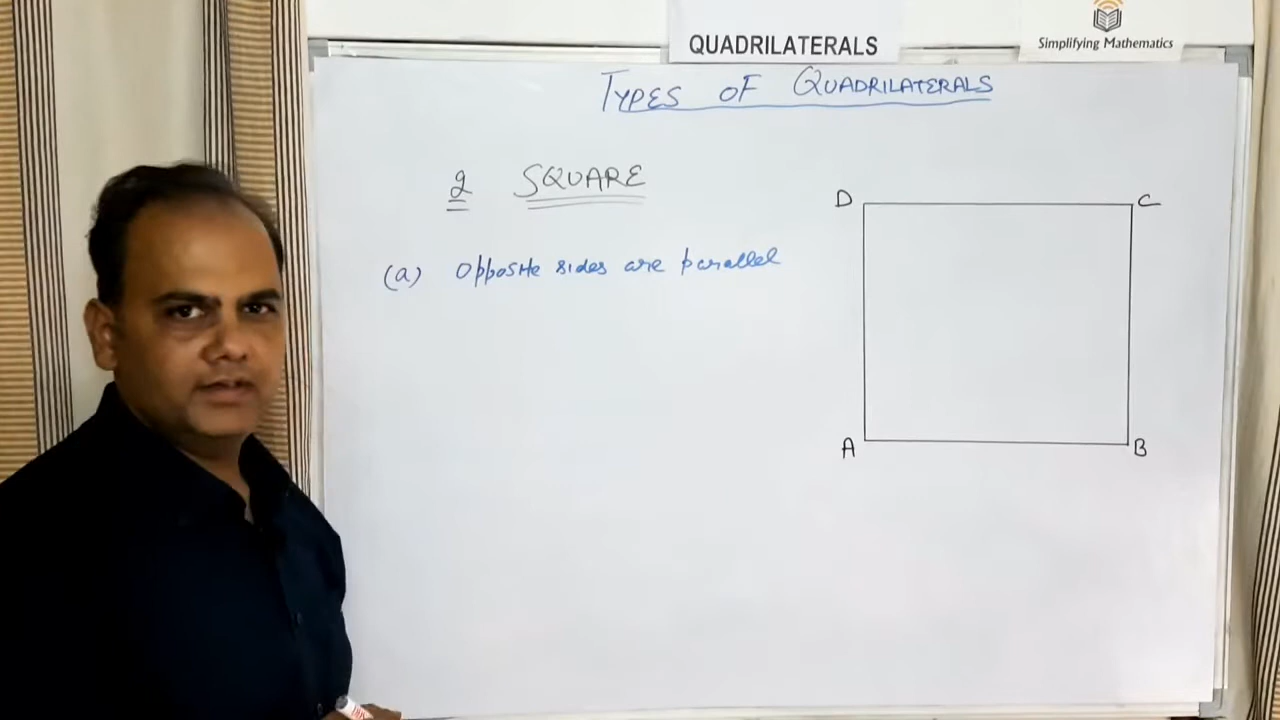 QUADRILATERALS
Simplifying Mathematics
TYPES OF QUADRILATERALS
2 SQUARE
(a) Opposite sides are parallel
D
C
A
B